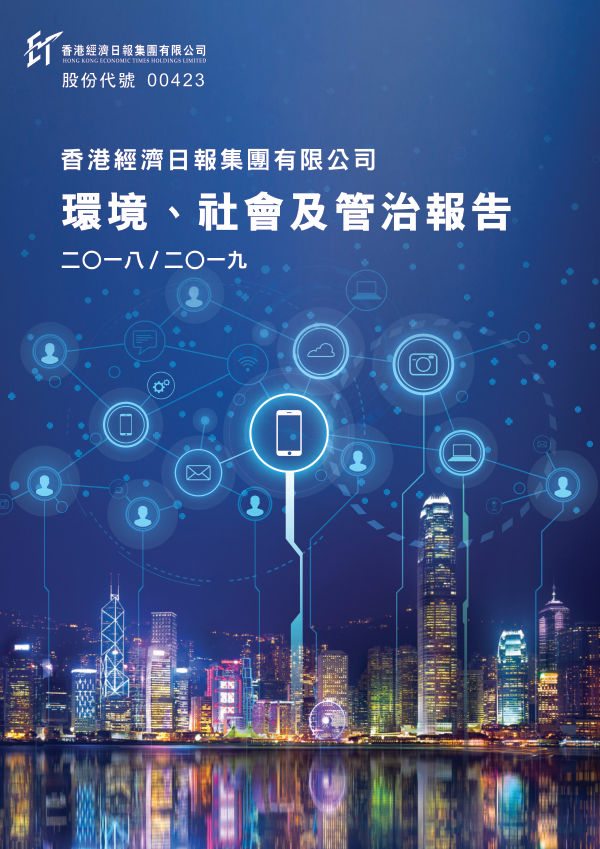 香港經濟日報集團有限公司
HONG KONG ECONOMIC TIMES HOLDINGS LIMITED
股份代號 00423
香港經濟日報集團有限公司
環境、社會及管治報告
二〇一八 / 二〇一九